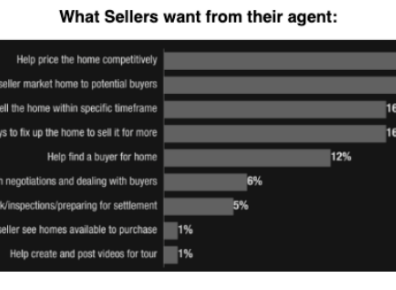 What Sellers want from their agent:
Help price the home competitively
seller market home to potential buyers
ell the home within specific timeframe 16
ys to fix up the home to sell it for more 16
Help find a buyer for home 12%
negotiations and dealing with buyers 6%
k/inspections/preparing for settlement 5%
seller see homes available to purchase 1%
Help create and post videos for tour 1%